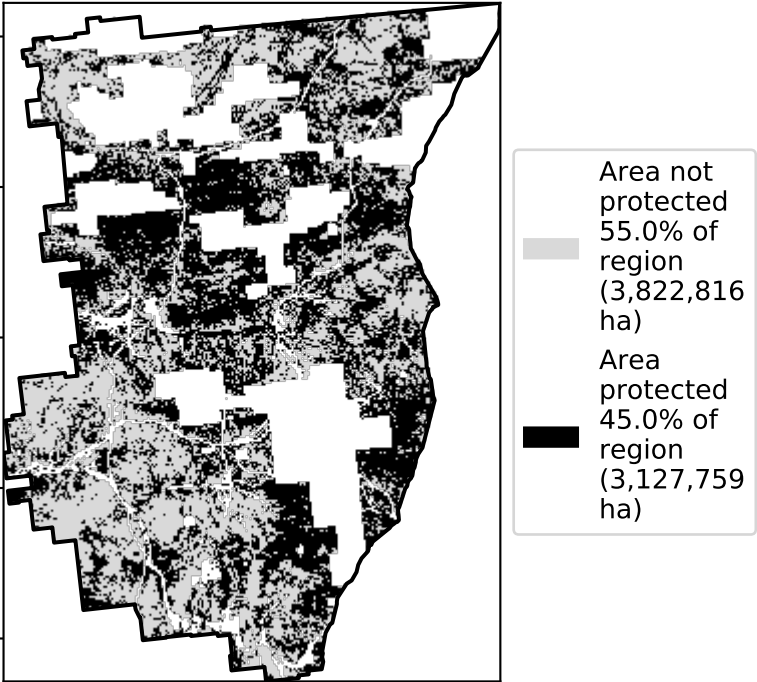 Area not
protected
55.0% of
region
(3,822,816
ha)
Area
protected
45.0% of
region
(3,127,759
ha)